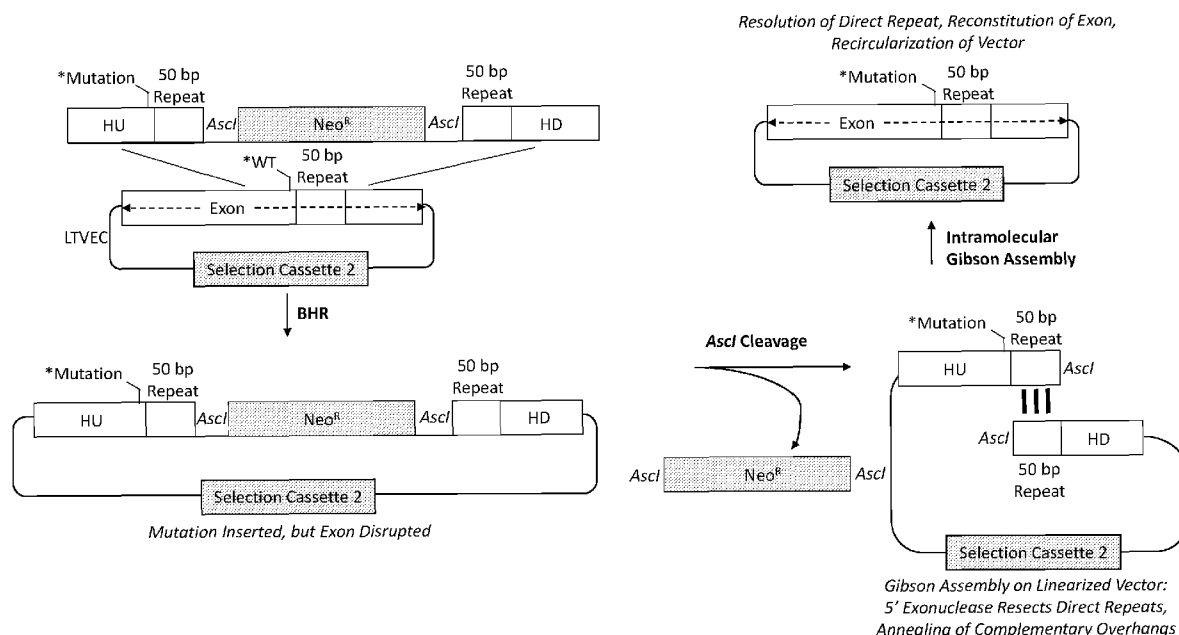 *Mutation
50 bp
Repeat
50 bp
Repeat
HU
AscI
Neo^R
AscI
HD
*WT
50 bp
Repeat
Exon
LTVEC
Selection Cassette 2
BHR
*Mutation
50 bp
Repeat
50 bp
Repeat
HU
AscI
Neo^R
AscI
HD
Selection Cassette 2
Mutation Inserted, but Exon Disrupted
AscI Cleavage
AscI
Neo^R
AscI
*Mutation
50 bp
Repeat
HU
AscI
AscI
HD
50 bp
Repeat
Selection Cassette 2
Gibson Assembly on Linearized Vector:
5’ Exonuclease Resects Direct Repeats,
Annealing of Complementary Overhangs
Intramolecular
Gibson Assembly
Resolution of Direct Repeat, Reconstitution of Exon,
Recircularization of Vector
*Mutation
50 bp
Repeat
Exon
Selection Cassette 2